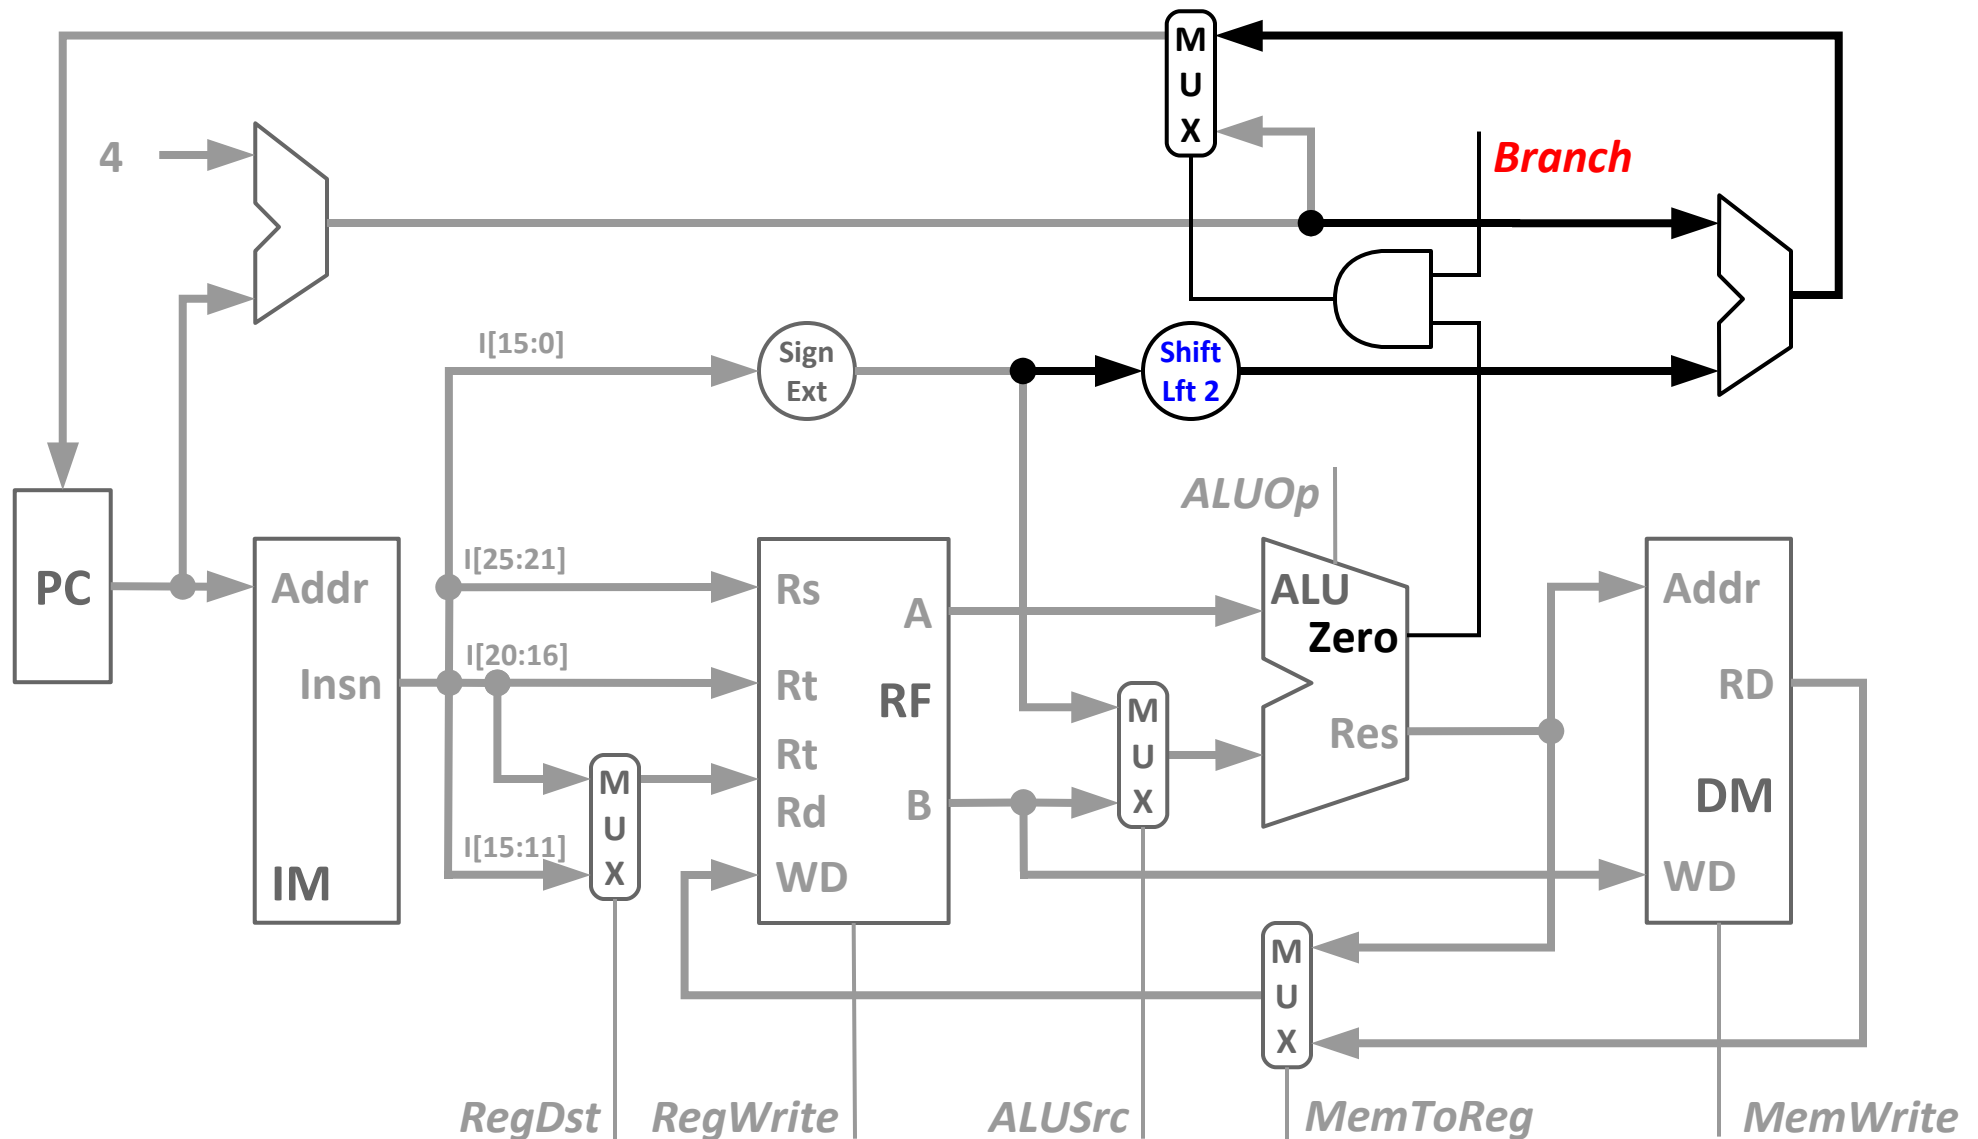 M
U
X
4
Branch
I[15:0]
Sign
Ext
Shift
Lft 2
ALUOp
PC
Addr
Insn
IM
I[25:21]
I[20:16]
I[15:11]
M
U
X
Rs
Rt
Rt
Rd
WD
A
RF
B
M
U
X
ALU
Zero
Res
Addr
RD
DM
WD
M
U
X
RegDst
RegWrite
ALUSrc
MemToReg
MemWrite